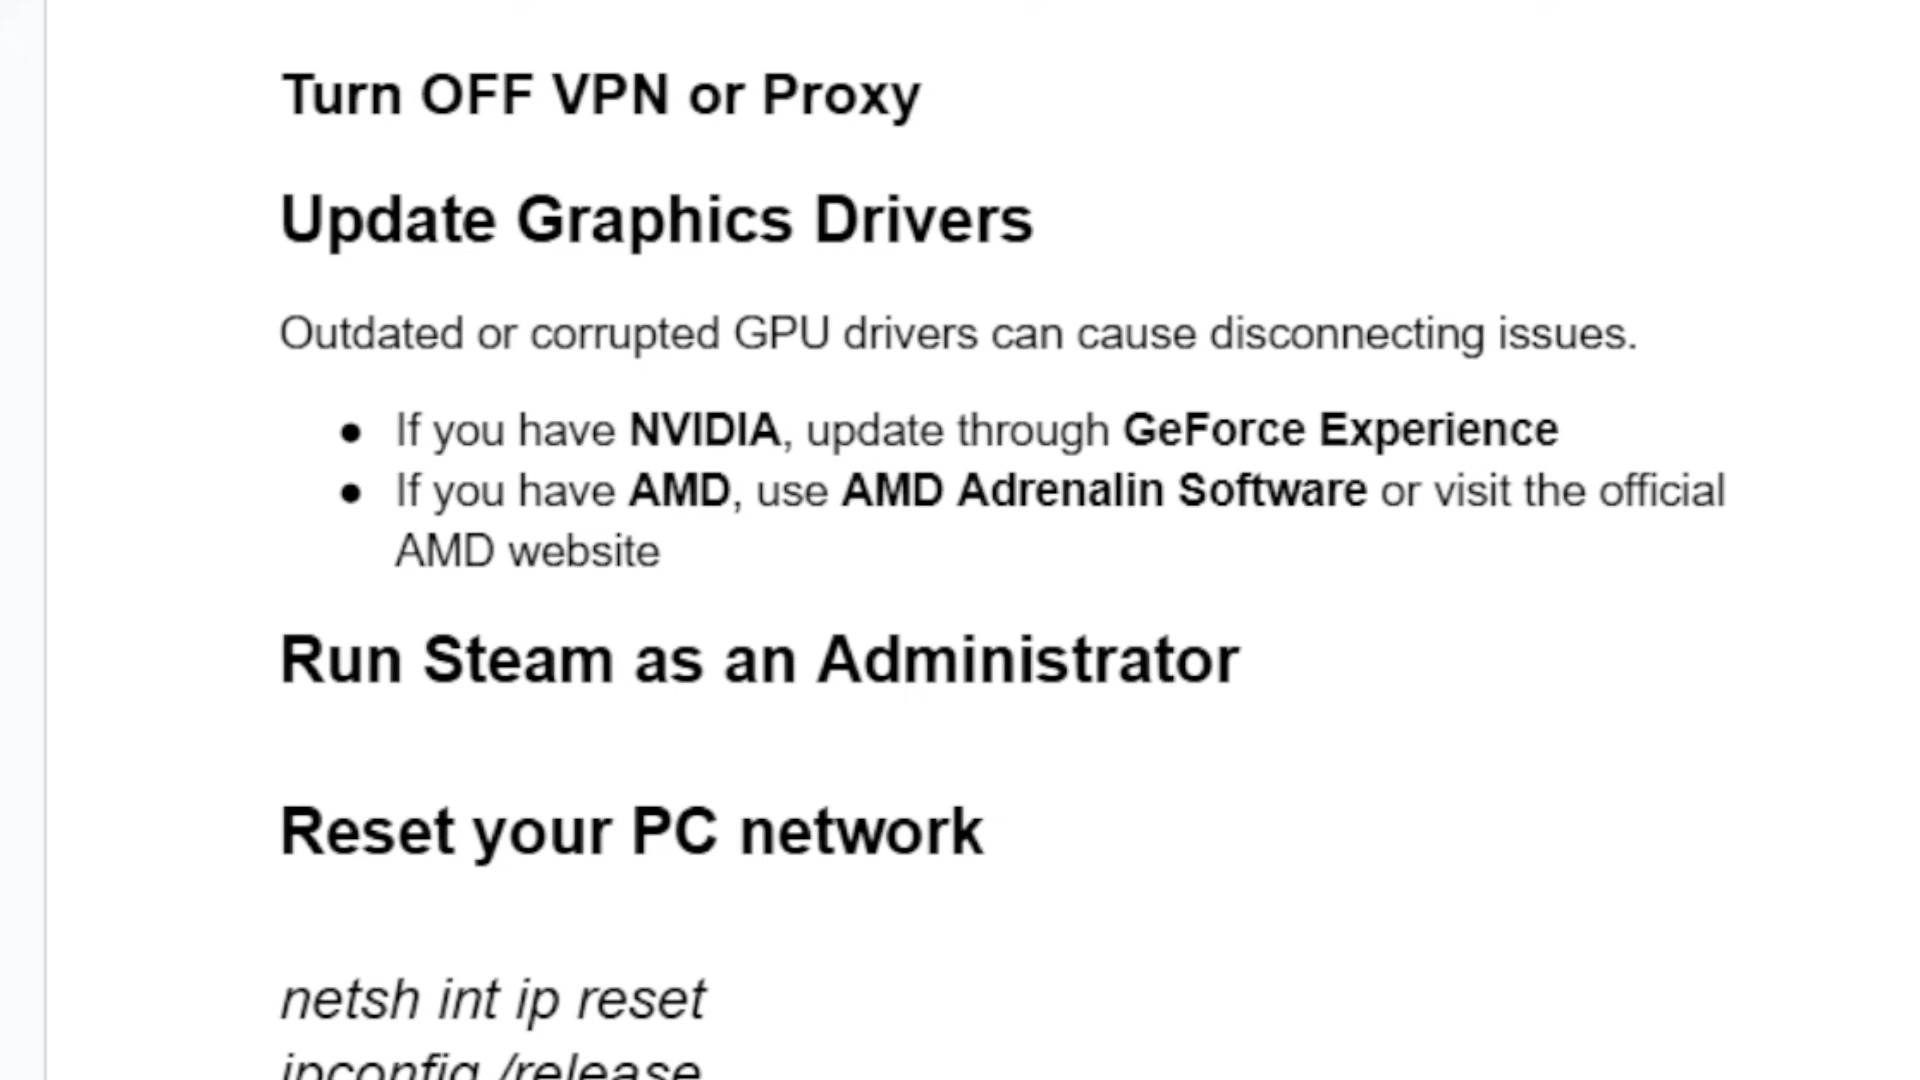 Turn OFF VPN or Proxy
Update Graphics Drivers
Outdated or corrupted GPU drivers can cause disconnecting issues.
● If you have NVIDIA, update through GeForce Experience
● If you have AMD, use AMD Adrenalin Software or visit the official
AMD website
Run Steam as an Administrator
Reset your PC network
netsh int ip reset
ipconfig /release